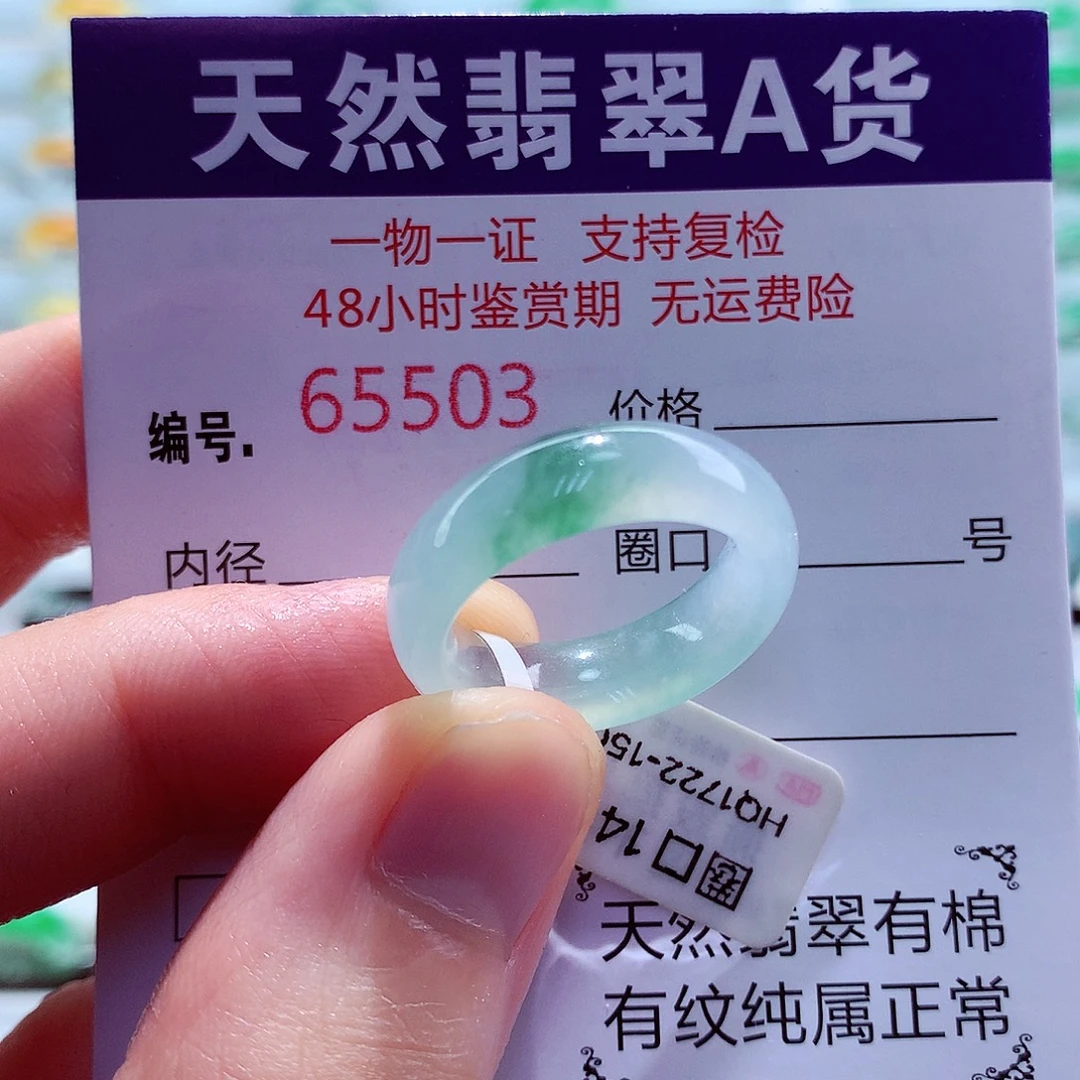 天然翡翠A货
一物一证 支持复检
48小时鉴赏期 无运费险
编号. 65503 价格
内径 圈口 号
HQ1722-15
圈口 14
天然翡翠有棉
有纹纯属正常